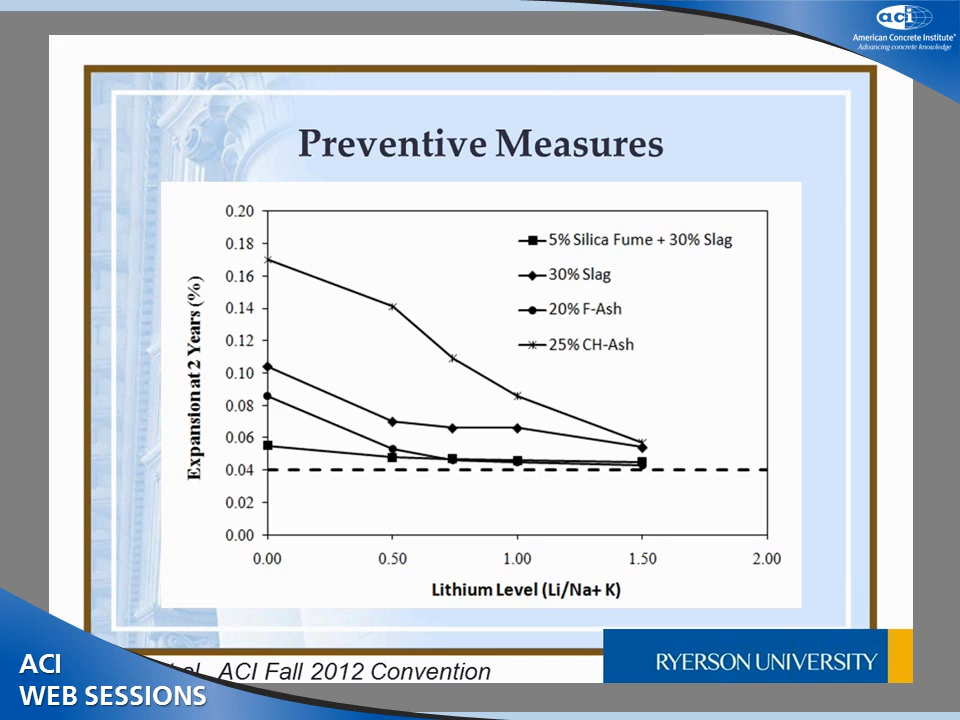 aci
American Concrete Institute®
Advancing concrete knowledge
Preventive Measures
0.20
0.18
0.16
0.14
0.12
0.10
0.08
0.06
0.04
0.02
0.00
Expansion at 2 Years (%)
5% Silica Fume + 30% Slag
30% Slag
20% F-Ash
25% CH-Ash
0.00 0.50 1.00 1.50 2.00
Lithium Level (Li/Na+ K)
ACI Fall 2012 Convention
RYERSON UNIVERSITY
ACI
WEB SESSIONS